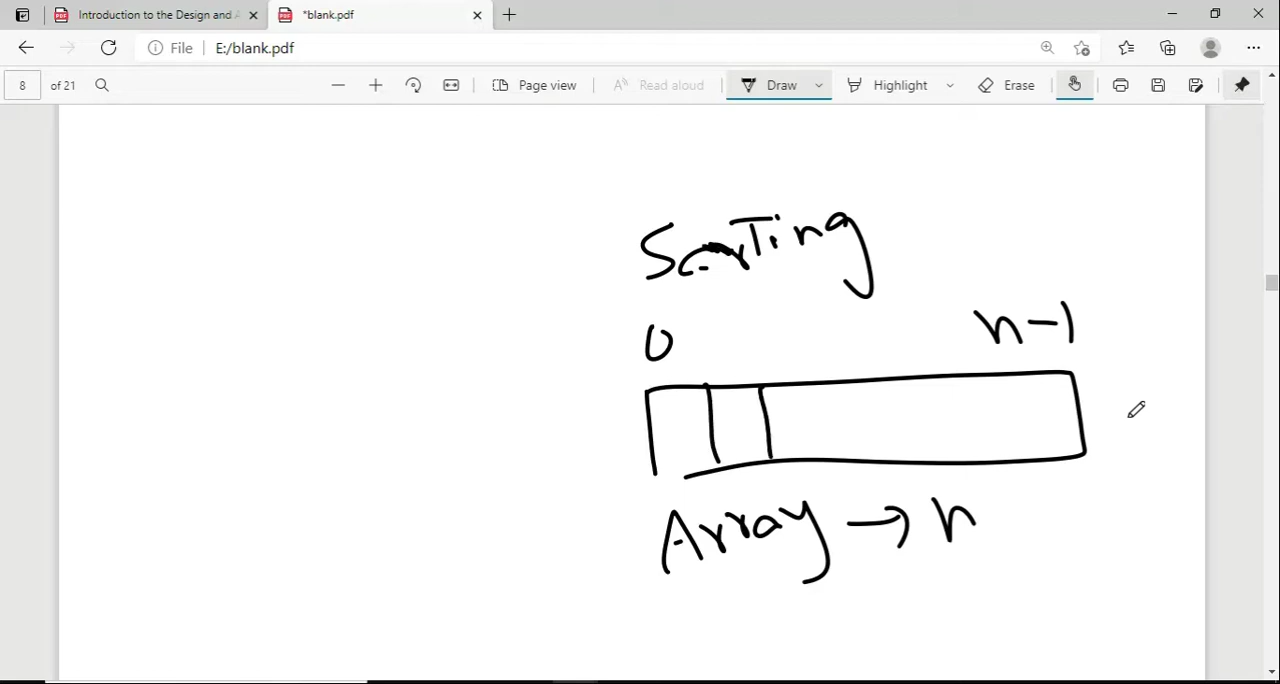 Introduction to the Design and A
*blank.pdf
File E:/blank.pdf
8 of 21 Page view Read aloud Draw Highlight Erase
Sorting
0 n-1
Array → n